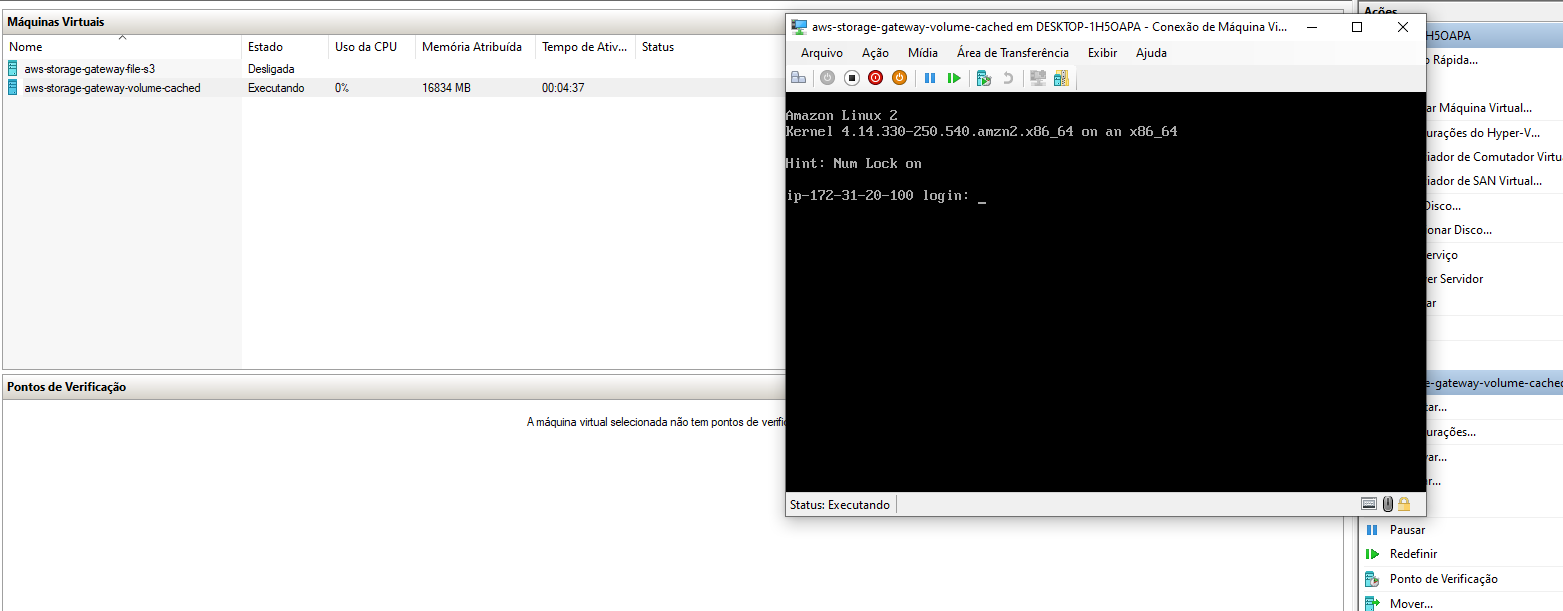 Máquinas Virtuais
Nome Estado Uso da CPU Memória Atribuída Tempo de Ativ... Status
aws-storage-gateway-file-s3 Desligada
aws-storage-gateway-volume-cached Executando 0% 16834 MB 00:04:37
Pontos de Verificação
A máquina virtual selecionada não tem pontos de verific
aws-storage-gateway-volume-cached em DESKTOP-1H5OAPA - Conexão de Máquina Vi...
Arquivo Ação Mídia Área de Transferência Exibir Ajuda
Amazon Linux 2
Kernel 4.14.330-250.540.amzn2.x86_64 on an x86_64
Hint: Num Lock on
ip-172-31-20-100 login: _
Status: Executando
Ações
1H5OAPA
o Rápida...
ar Máquina Virtual...
urações do Hyper-V...
iador de Comutador Virtu
iador de SAN Virtual...
Disco...
onar Disco...
erviço
er Servidor
ar
e-gateway-volume-cached
tar...
urações...
var...
r...
Pausar
Redefinir
Ponto de Verificação
Mover...